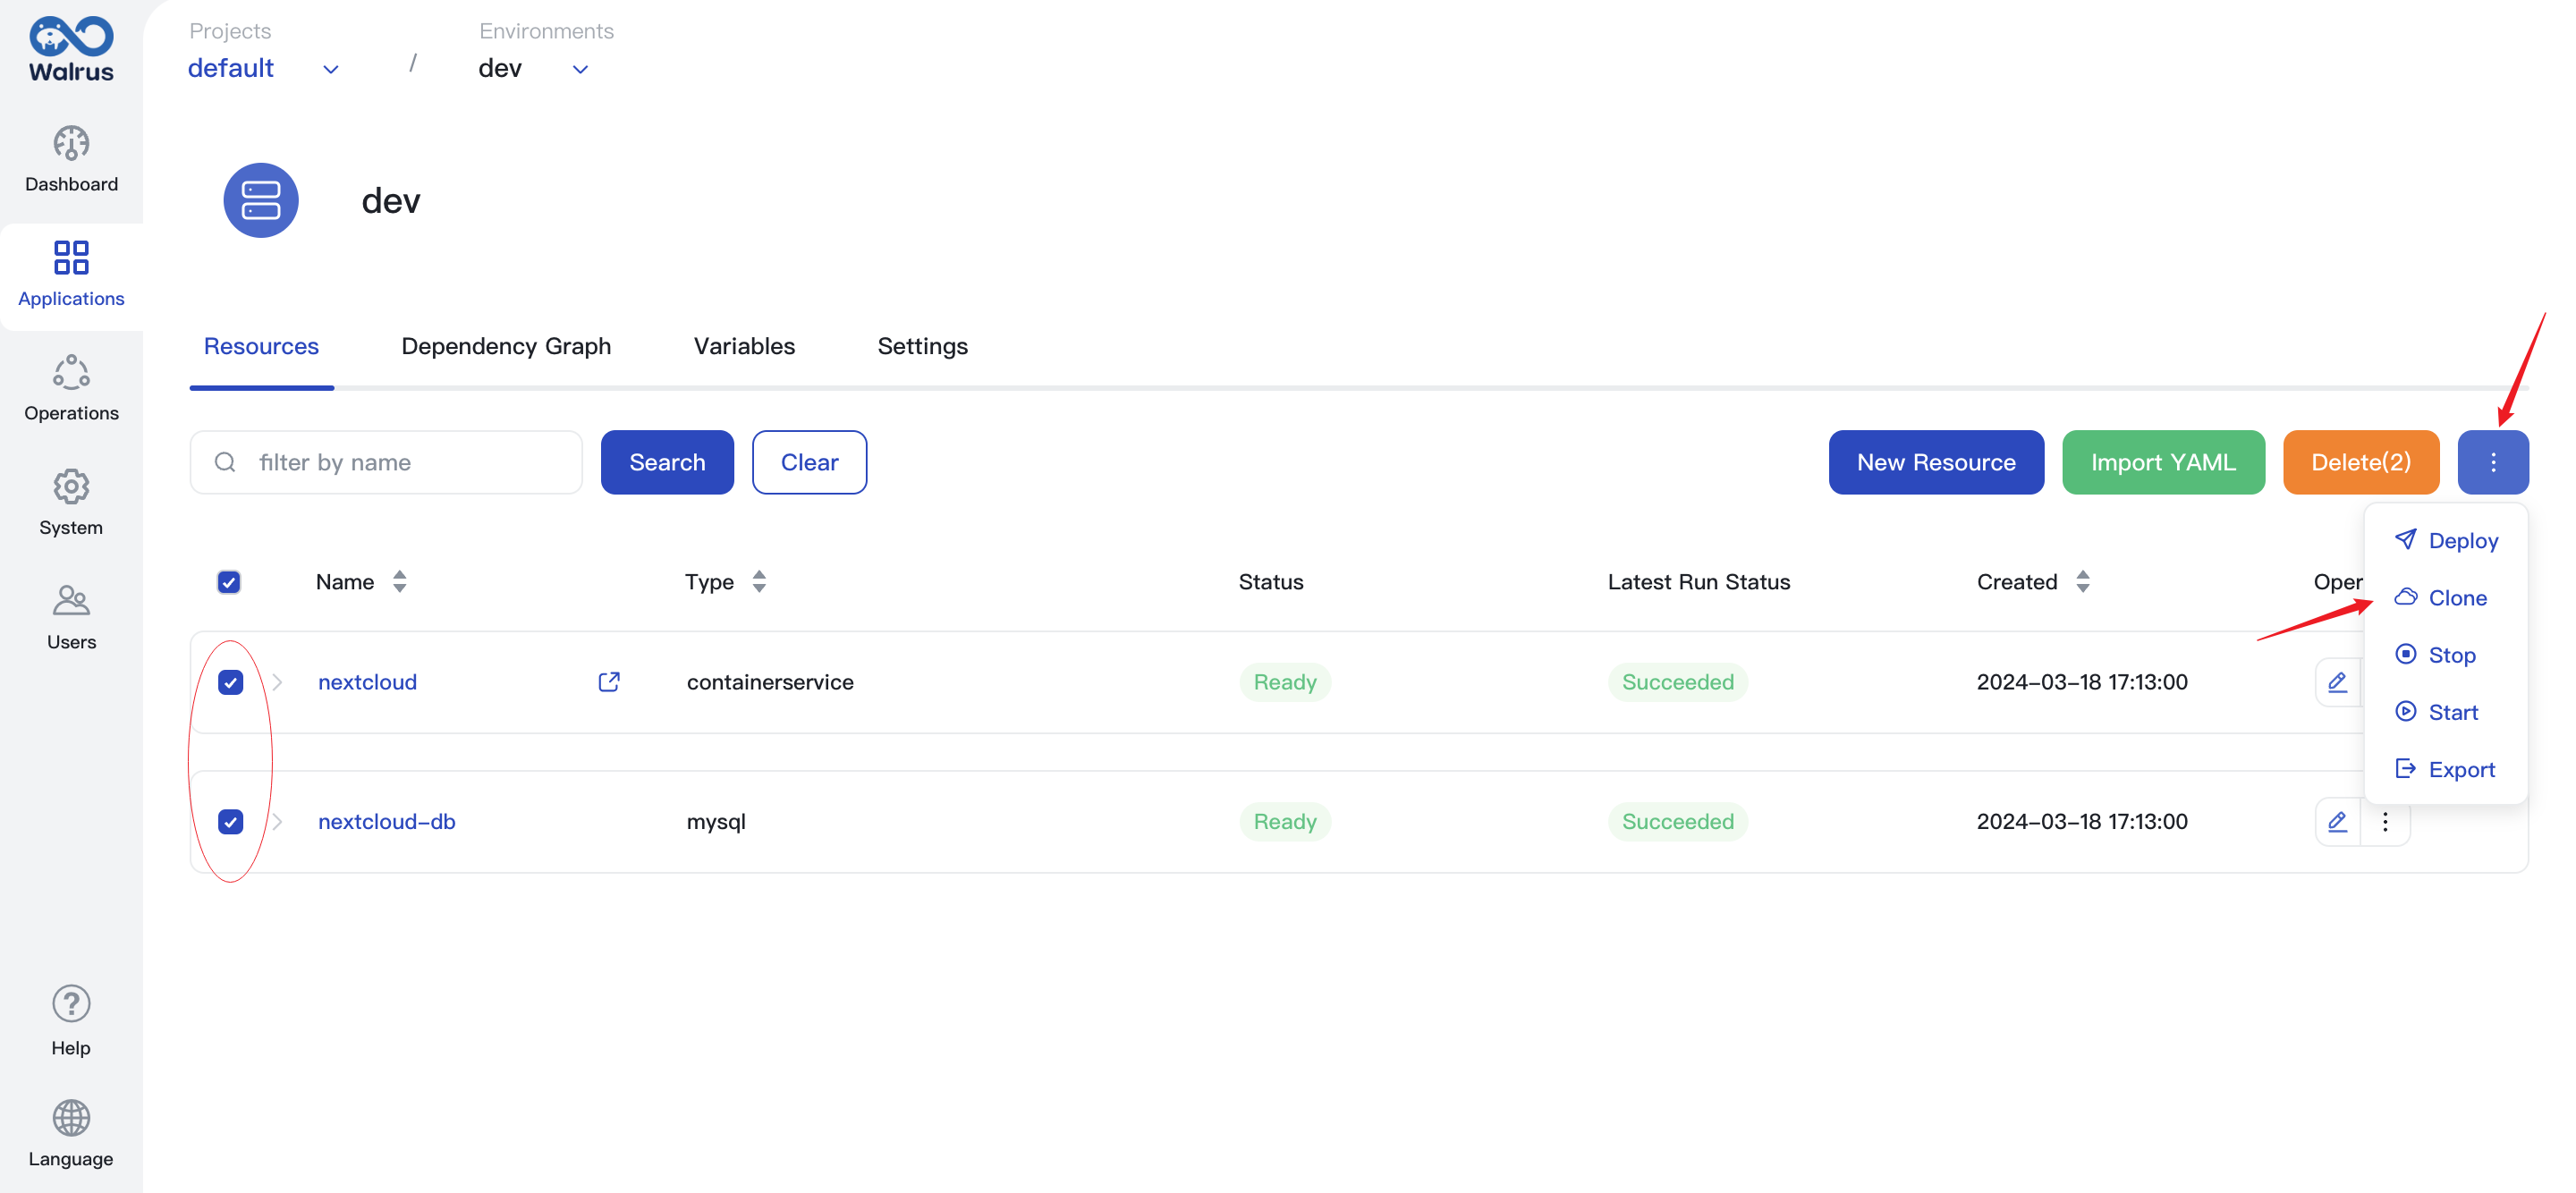 Walrus
Projects
Environments
default
/
dev
Dashboard
dev
Applications
Resources
Dependency Graph
Variables
Settings
Operations
filter by name
Search
Clear
New Resource
Import YAML
Delete(2)
System
Deploy
Name
Type
Status
Latest Run Status
Created
Oper
Clone
Users
Stop
nextcloud
containerservice
Ready
Succeeded
2024-03-18 17:13:00
Start
Export
nextcloud-db
mysql
Ready
Succeeded
2024-03-18 17:13:00
Help
Language